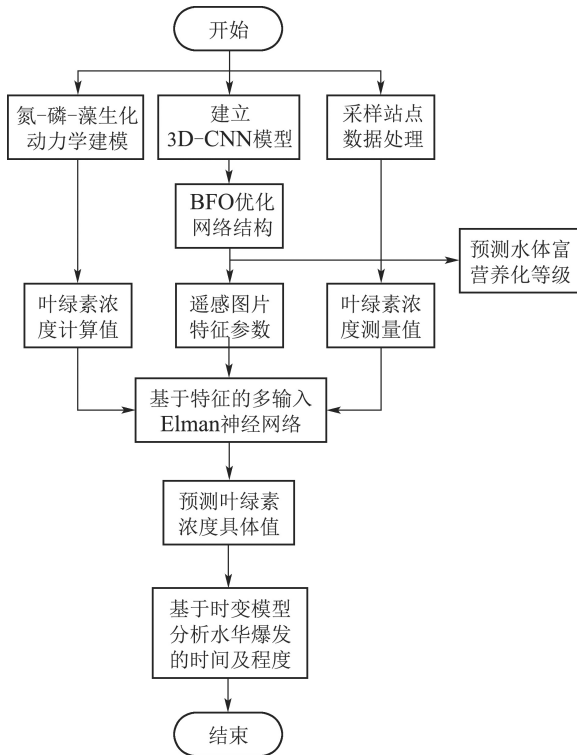 开始
氮-磷-藻生化
动力学建模
建立
3D-CNN模型
采样站点
数据处理
BFO优化
网络结构
预测水体富
营养化等级
叶绿素浓
度计算值
遥感图片
特征参数
叶绿素浓
度测量值
基于特征的多输入
Elman神经网络
预测叶绿素
浓度具体值
基于时变模型
分析水华爆发
的时间及程度
结束